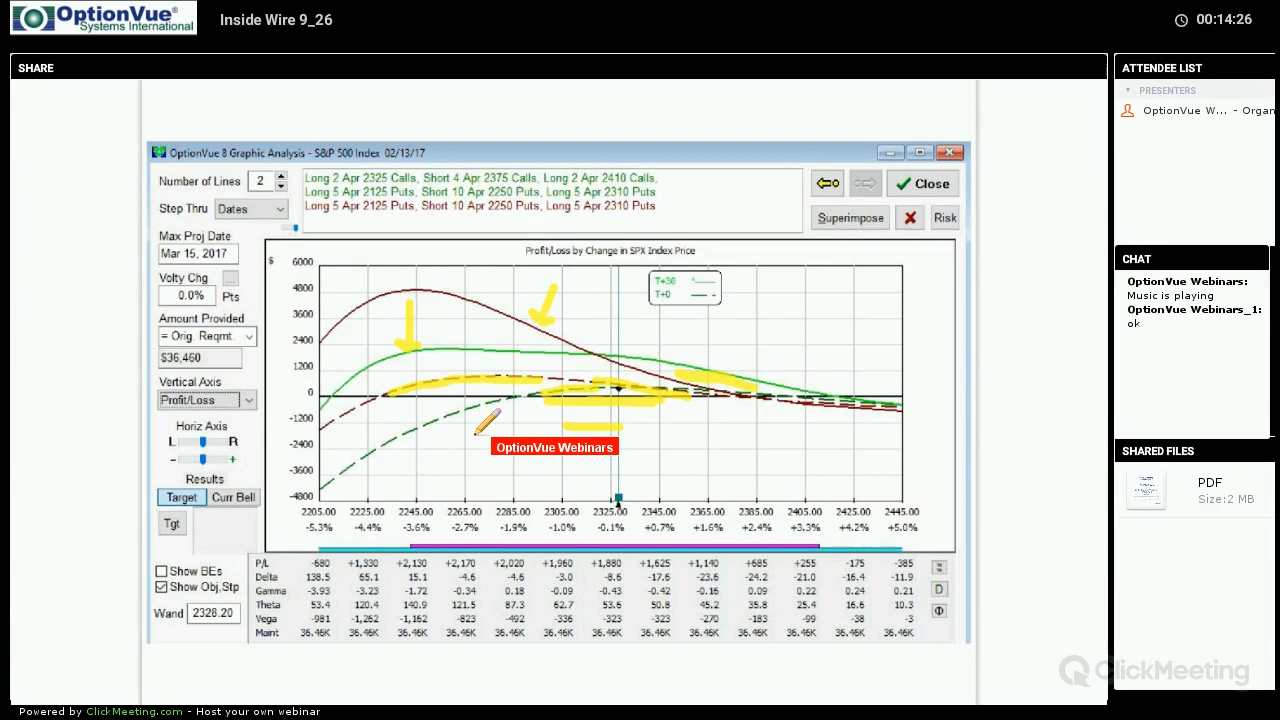 OptionVue
Systems International
Inside Wire 9_26
00:14:26
SHARE
OptionVue 8 Graphic Analysis - S&P 500 Index 02/13/17
Number of Lines 2
Long 2 Apr 2325 Calls, Short 4 Apr 2375 Calls, Long 2 Apr 2410 Calls,
Long 5 Apr 2125 Puts, Short 10 Apr 2250 Puts, Long 5 Apr 2310 Puts
Long 5 Apr 2125 Puts, Short 10 Apr 2250 Puts, Long 5 Apr 2310 Puts
Close
Step Thru Dates
Superimpose
Risk
Max Proj Date
Mar 15, 2017
Volty Chg ...
0.0% Pts
Amount Provided
= Orig. Reqmt.
$36,460
Vertical Axis
Profit/Loss
Horiz Axis
L R
- +
Results
Target Curr Bell
Tgt
Show BEs
Show Obj,Stp
Wand 2328.20
Profit/Loss by Change in SPX Index Price
$
6000
4800
3600
2400
1200
0
-1200
-2400
-3600
-4800
T+30
T+0
OptionVue Webinars
2205.00 2225.00 2245.00 2265.00 2285.00 2305.00 2325.00 2345.00 2365.00 2385.00 2405.00 2425.00 2445.00
-5.3% -4.4% -3.6% -2.7% -1.9% -1.0% -0.1% +0.7% +1.6% +2.4% +3.3% +4.2% +5.0%
P/L -680 +1,330 +2,130 +2,170 +2,020 +1,960 +1,880 +1,625 +1,140 +685 +255 -175 -385
Delta 138.5 65.1 15.1 -4.6 -4.6 -3.0 -8.6 -17.6 -23.6 -24.2 -21.0 -16.4 -11.9
Gamma -3.93 -3.23 -1.72 -0.34 0.18 -0.09 -0.43 -0.42 -0.16 0.09 0.22 0.24 0.21
Theta 53.4 120.4 140.9 121.5 87.3 62.7 53.6 50.8 45.2 35.8 25.4 16.6 10.3
Vega -981 -1,262 -1,162 -823 -492 -336 -323 -323 -270 -183 -99 -38 -3
Maint 36.46K 36.46K 36.46K 36.46K 36.46K 36.46K 36.46K 36.46K 36.46K 36.46K 36.46K 36.46K 36.46K
D
Φ
ATTENDEE LIST
PRESENTERS
OptionVue W... - Organ
CHAT
OptionVue Webinars:
Music is playing
OptionVue Webinars_1:
ok
SHARED FILES
PDF
Size:2 MB
ClickMeeting
Powered by ClickMeeting.com - Host your own webinar